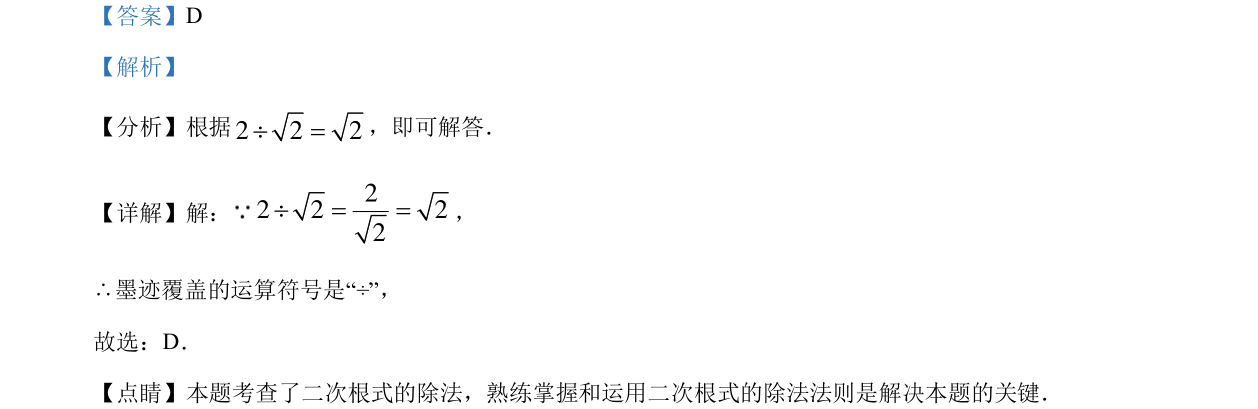 【答案】D
【解析】
【分析】根据 2÷√2=√2，即可解答．
【详解】解：∵2÷√2=2/√2=√2，
∴墨迹覆盖的运算符号是“÷”，
故选：D．
【点睛】本题考查了二次根式的除法，熟练掌握和运用二次根式的除法法则是解决本题的关键．